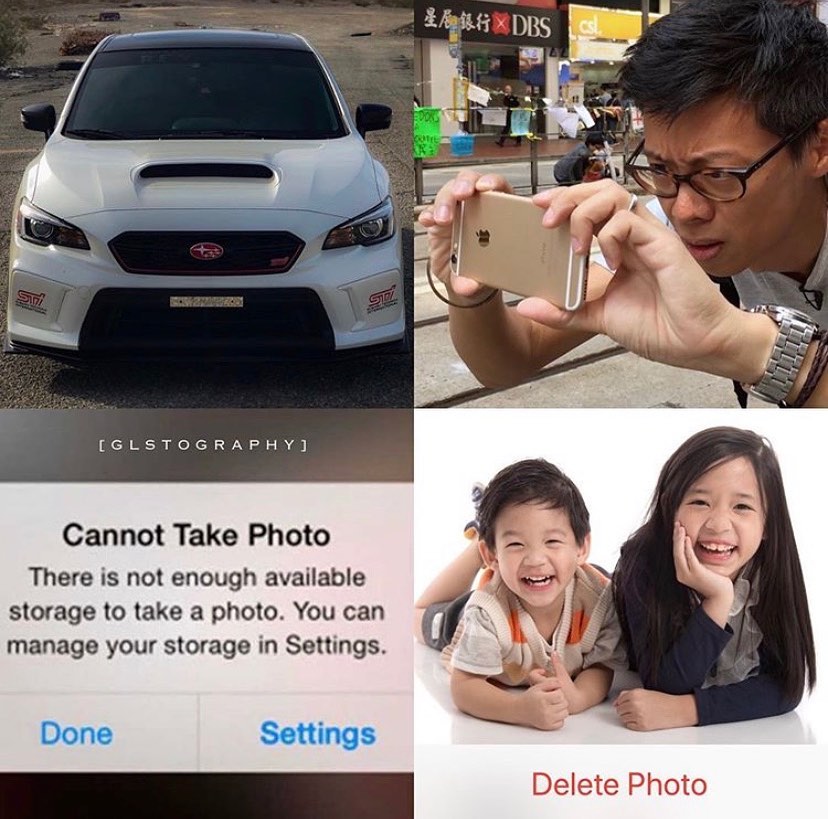 STI
STI
星展銀行 DBS
csl.
iPhone
[GLSTOGRAPHY]
Cannot Take Photo
There is not enough available
storage to take a photo. You can
manage your storage in Settings.
Done
Settings
Delete Photo